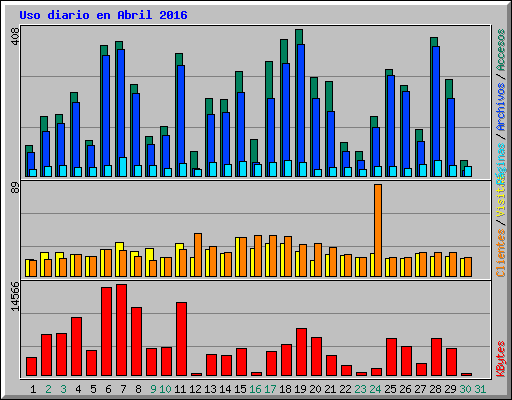 Uso diario en Abril 2016
408
89
14566
Clientes / Visitas
Páginas / Archivos / Accesos
KBytes
1 2 3 4 5 6 7 8 9 10 11 12 13 14 15 16 17 18 19 20 21 22 23 24 25 26 27 28 29 30 31